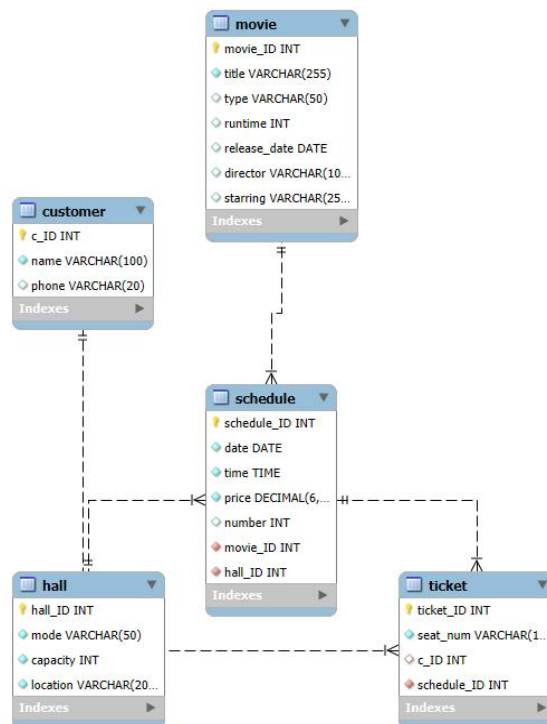 movie
movie_ID INT
title VARCHAR(255)
type VARCHAR(50)
runtime INT
release_date DATE
director VARCHAR(10...
starring VARCHAR(25...
Indexes
customer
c_ID INT
name VARCHAR(100)
phone VARCHAR(20)
Indexes
schedule
schedule_ID INT
date DATE
time TIME
price DECIMAL(6,...
number INT
movie_ID INT
hall_ID INT
Indexes
hall
hall_ID INT
mode VARCHAR(50)
capacity INT
location VARCHAR(20...
Indexes
ticket
ticket_ID INT
seat_num VARCHAR(1...
c_ID INT
schedule_ID INT
Indexes